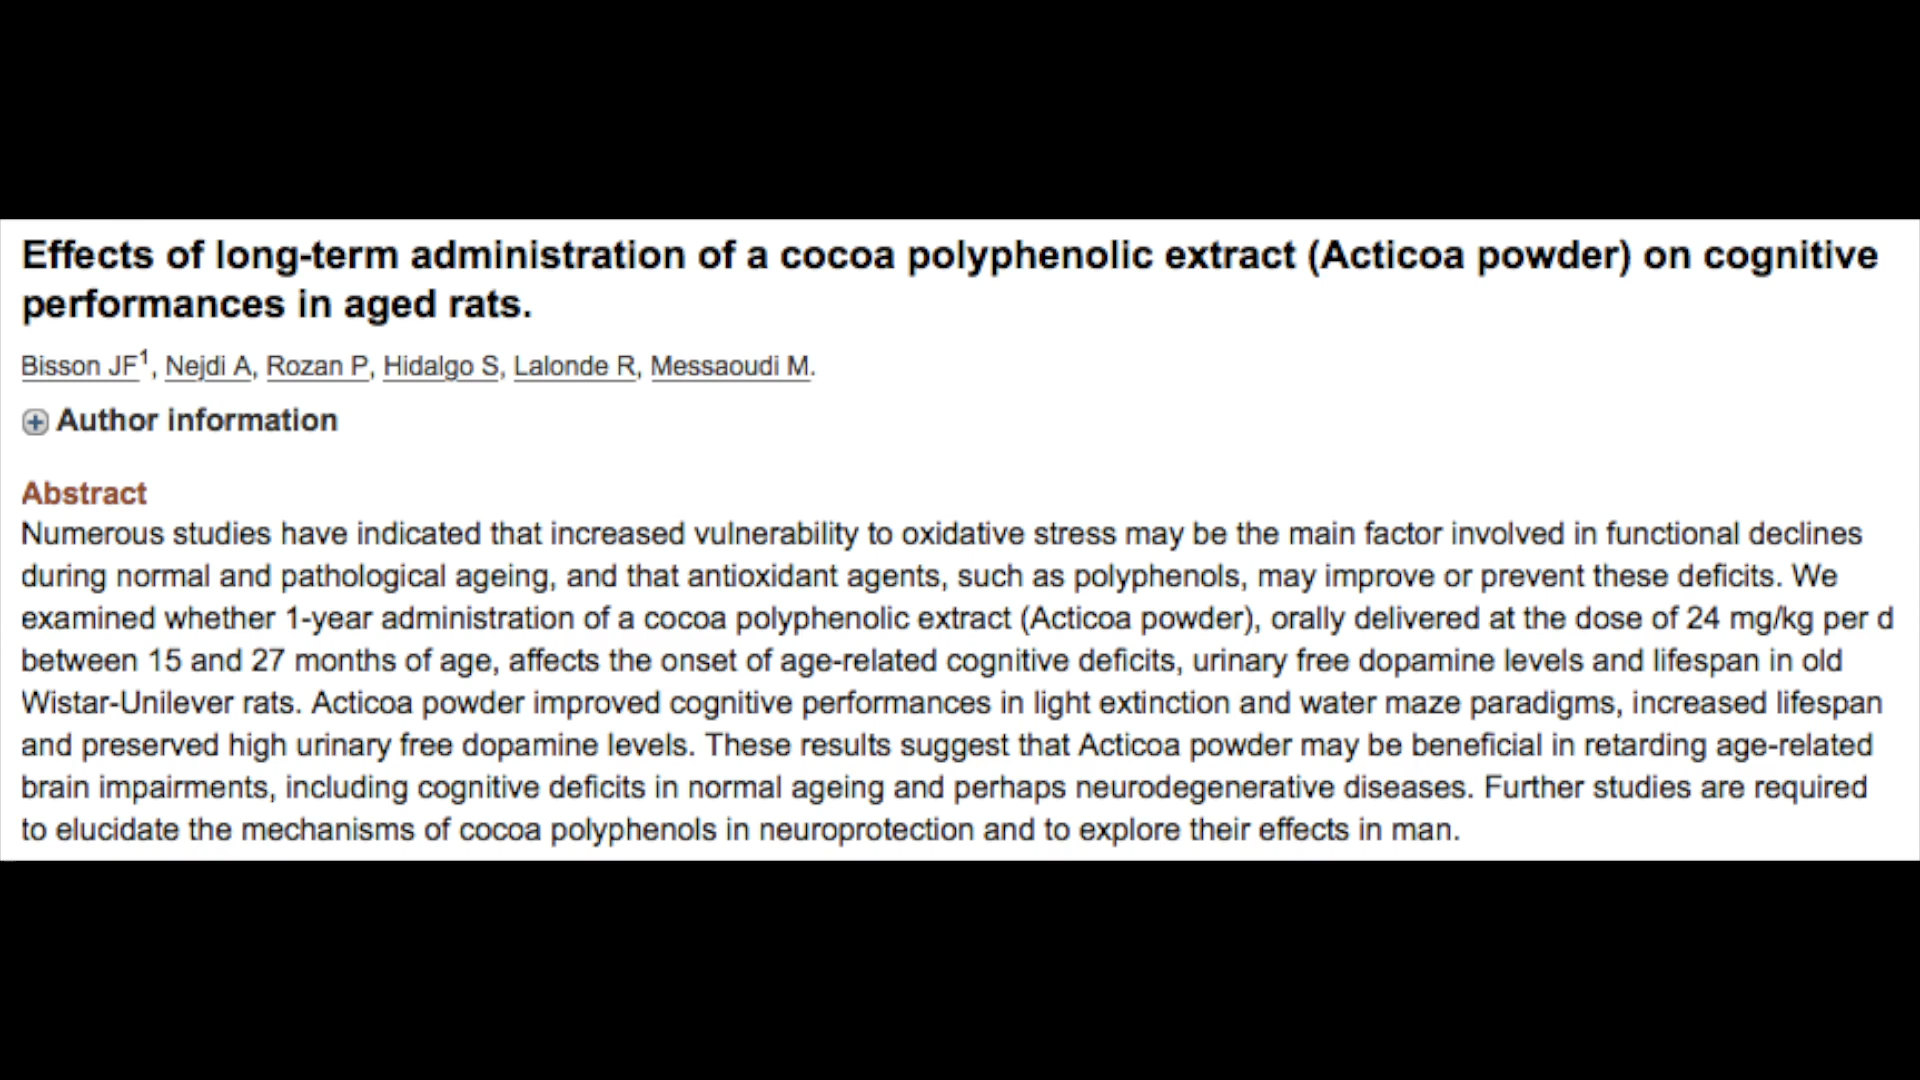 Effects of long-term administration of a cocoa polyphenolic extract (Acticoa powder) on cognitive
performances in aged rats.
Bisson JF1, Nejdi A, Rozan P, Hidalgo S, Lalonde R, Messaoudi M.
Author information
Abstract
Numerous studies have indicated that increased vulnerability to oxidative stress may be the main factor involved in functional declines
during normal and pathological ageing, and that antioxidant agents, such as polyphenols, may improve or prevent these deficits. We
examined whether 1-year administration of a cocoa polyphenolic extract (Acticoa powder), orally delivered at the dose of 24 mg/kg per d
between 15 and 27 months of age, affects the onset of age-related cognitive deficits, urinary free dopamine levels and lifespan in old
Wistar-Unilever rats. Acticoa powder improved cognitive performances in light extinction and water maze paradigms, increased lifespan
and preserved high urinary free dopamine levels. These results suggest that Acticoa powder may be beneficial in retarding age-related
brain impairments, including cognitive deficits in normal ageing and perhaps neurodegenerative diseases. Further studies are required
to elucidate the mechanisms of cocoa polyphenols in neuroprotection and to explore their effects in man.